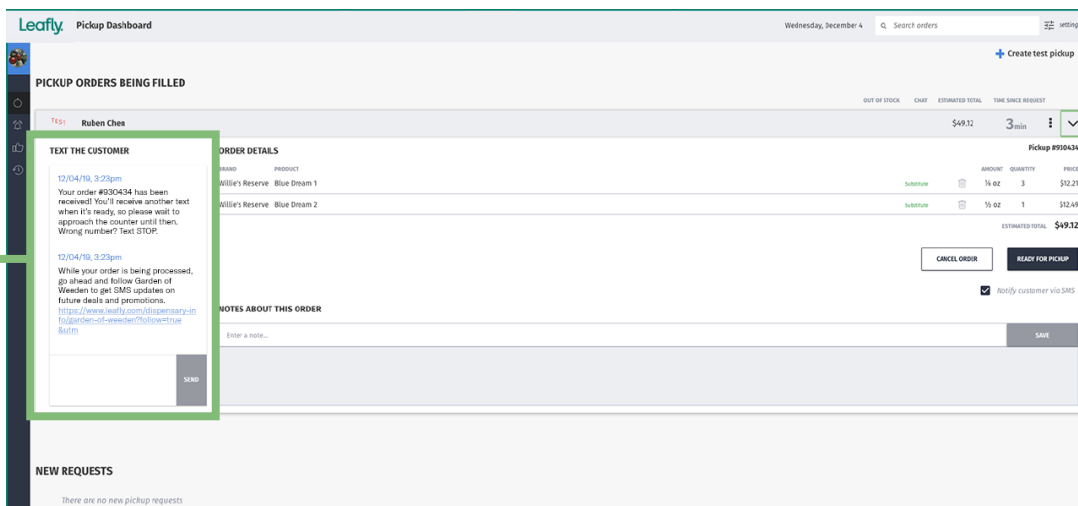 Leafly. Pickup Dashboard Wednesday, December 4 Search orders setting
Create test pickup
PICKUP ORDERS BEING FILLED
OUT OF STOCK CHAT ESTIMATED TOTAL TIME SINCE REQUEST
TEST Ruben Chen $49.12 3 min
TEXT THE CUSTOMER
12/04/19, 3:23pm
Your order #930434 has been
received! You'll receive another text
when it's ready, so please wait to
approach the counter until then.
Wrong number? Text STOP.
12/04/19, 3:23pm
While your order is being processed,
go ahead and follow Garden of
Weeden to get SMS updates on
future deals and promotions.
https://www.leafly.com/dispensary-in
fo/garden-of-weeden?follow=true
&utm
SEND
ORDER DETAILS Pickup #930434
BRAND PRODUCT AMOUNT QUANTITY PRICE
Willie's Reserve Blue Dream 1 Substitute oz 3 $12.21
Willie's Reserve Blue Dream 2 Substitute ½ oz 1 $12.49
ESTIMATED TOTAL $49.12
CANCEL ORDER READY FOR PICKUP
Notify customer via SMS
NOTES ABOUT THIS ORDER
Enter a note... SAVE
NEW REQUESTS
There are no new pickup requests